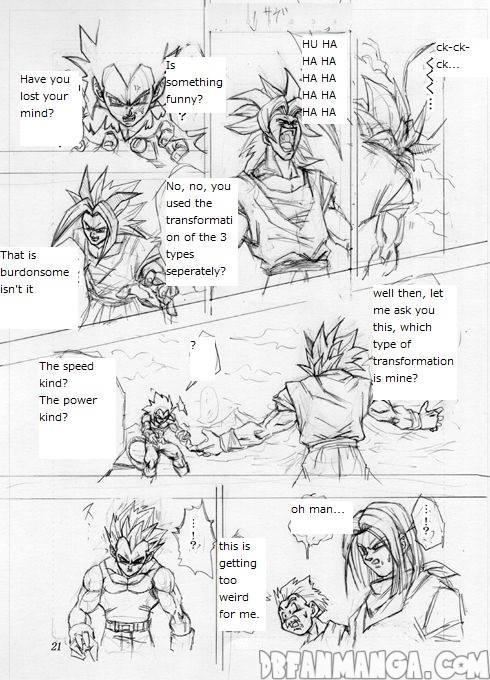 ck-ck-
ck...
HU HA
HA HA
HA HA
HA HA
HA HA
Is
something
funny?
Have you
lost your
mind?
?
No, no, you
used the
transformati
on of the 3
types
seperately?
That is
burdonsome
isn't it
well then, let
me ask you
this, which
type of
transformation
is mine?
?
The speed
kind?
The power
kind?
…!?
oh man...
…!?
this is
getting
too
weird
for me.
21
DBFANMANGA.COM